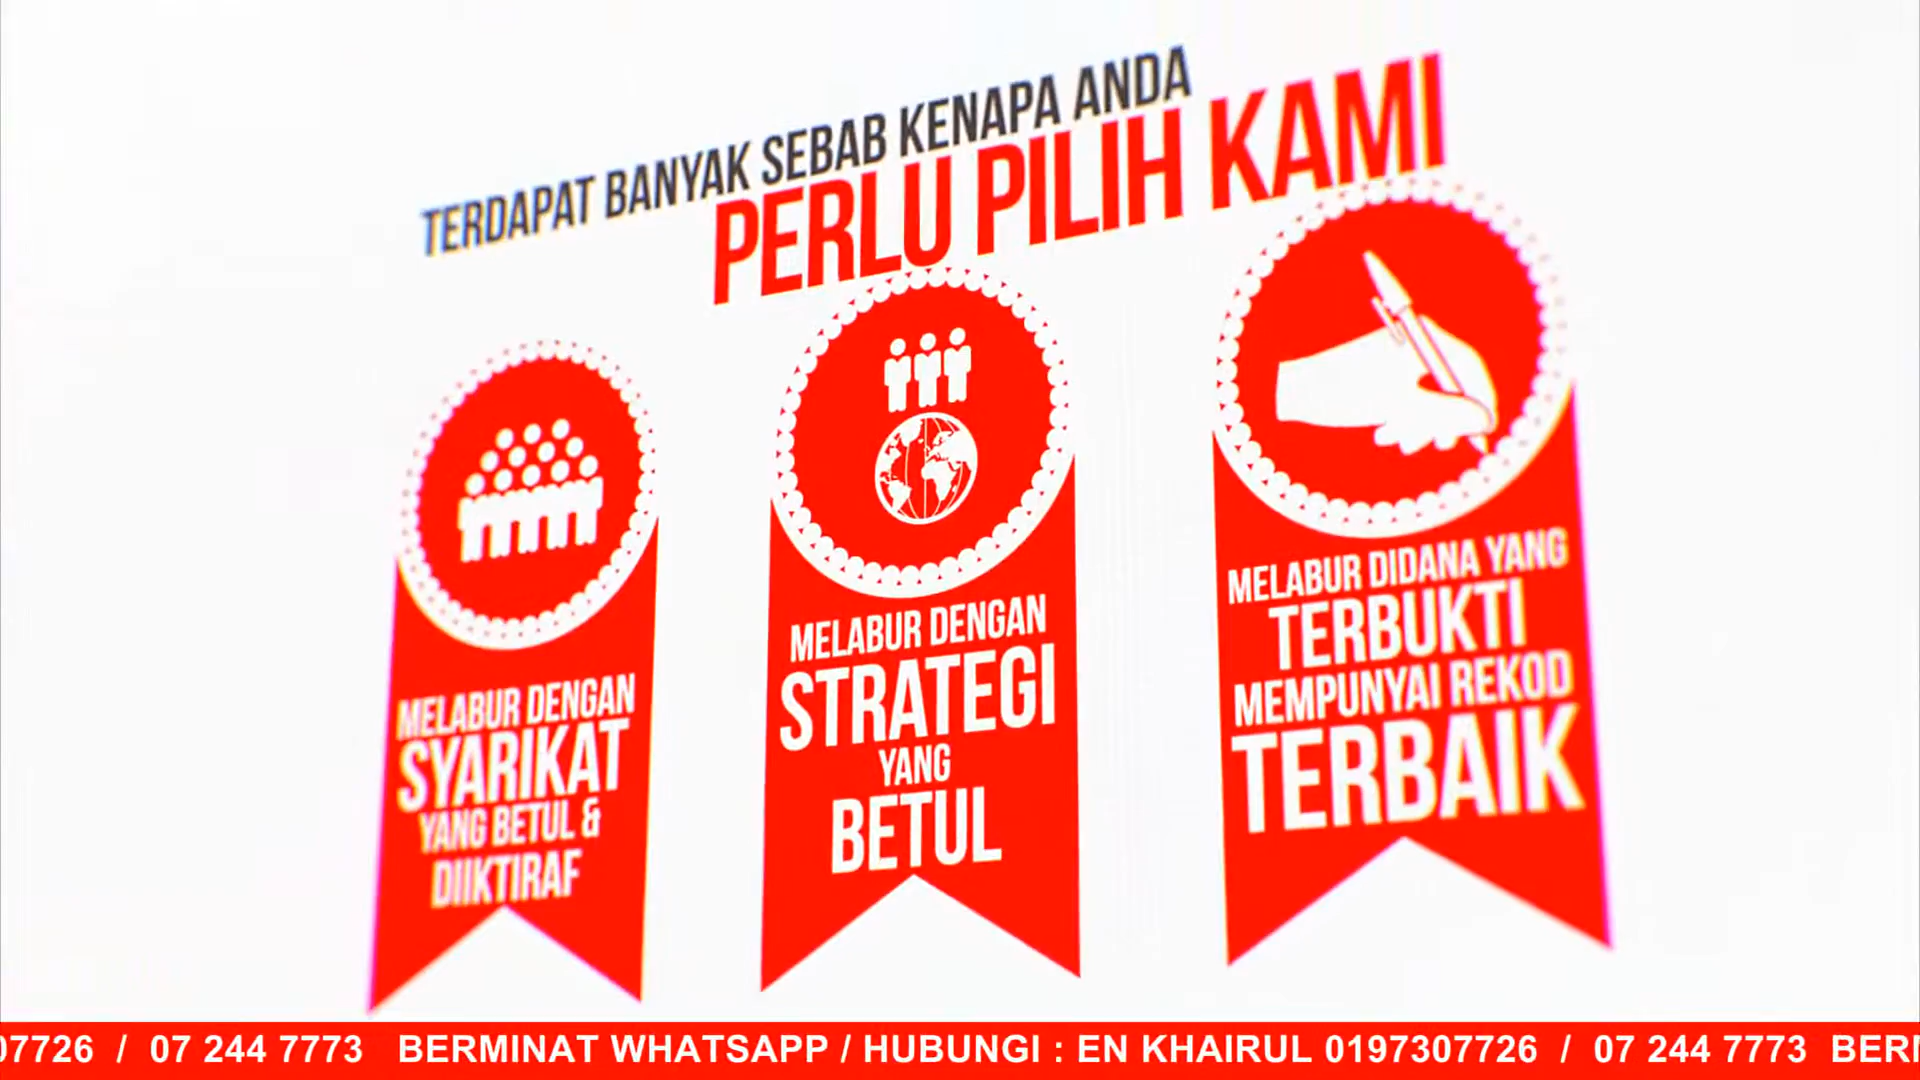 TERDAPAT BANYAK SEBAB KENAPA ANDA
PERLU PILIH KAMI
MELABUR DENGAN
SYARIKAT
YANG BETUL &
DIIKTIRAF
MELABUR DENGAN
STRATEGI
YANG
BETUL
MELABUR DIDANA YANG
TERBUKTI
MEMPUNYAI REKOD
TERBAIK
07726 / 07 244 7773 BERMINAT WHATSAPP / HUBUNGI : EN KHAIRUL 0197307726 / 07 244 7773 BER